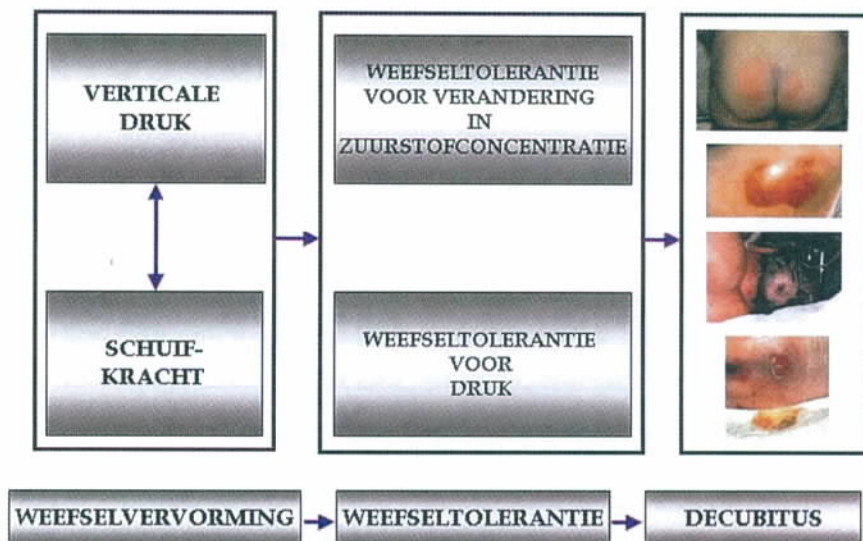 VERTICALE
DRUK
SCHUIF-
KRACHT
WEEFSELTOLERANTIE
VOOR VERANDERING
IN
ZUURSTOFCONCENTRATIE
WEEFSELTOLERANTIE
VOOR
DRUK
WEEFSELVERVORMING
WEEFSELTOLERANTIE
DECUBITUS